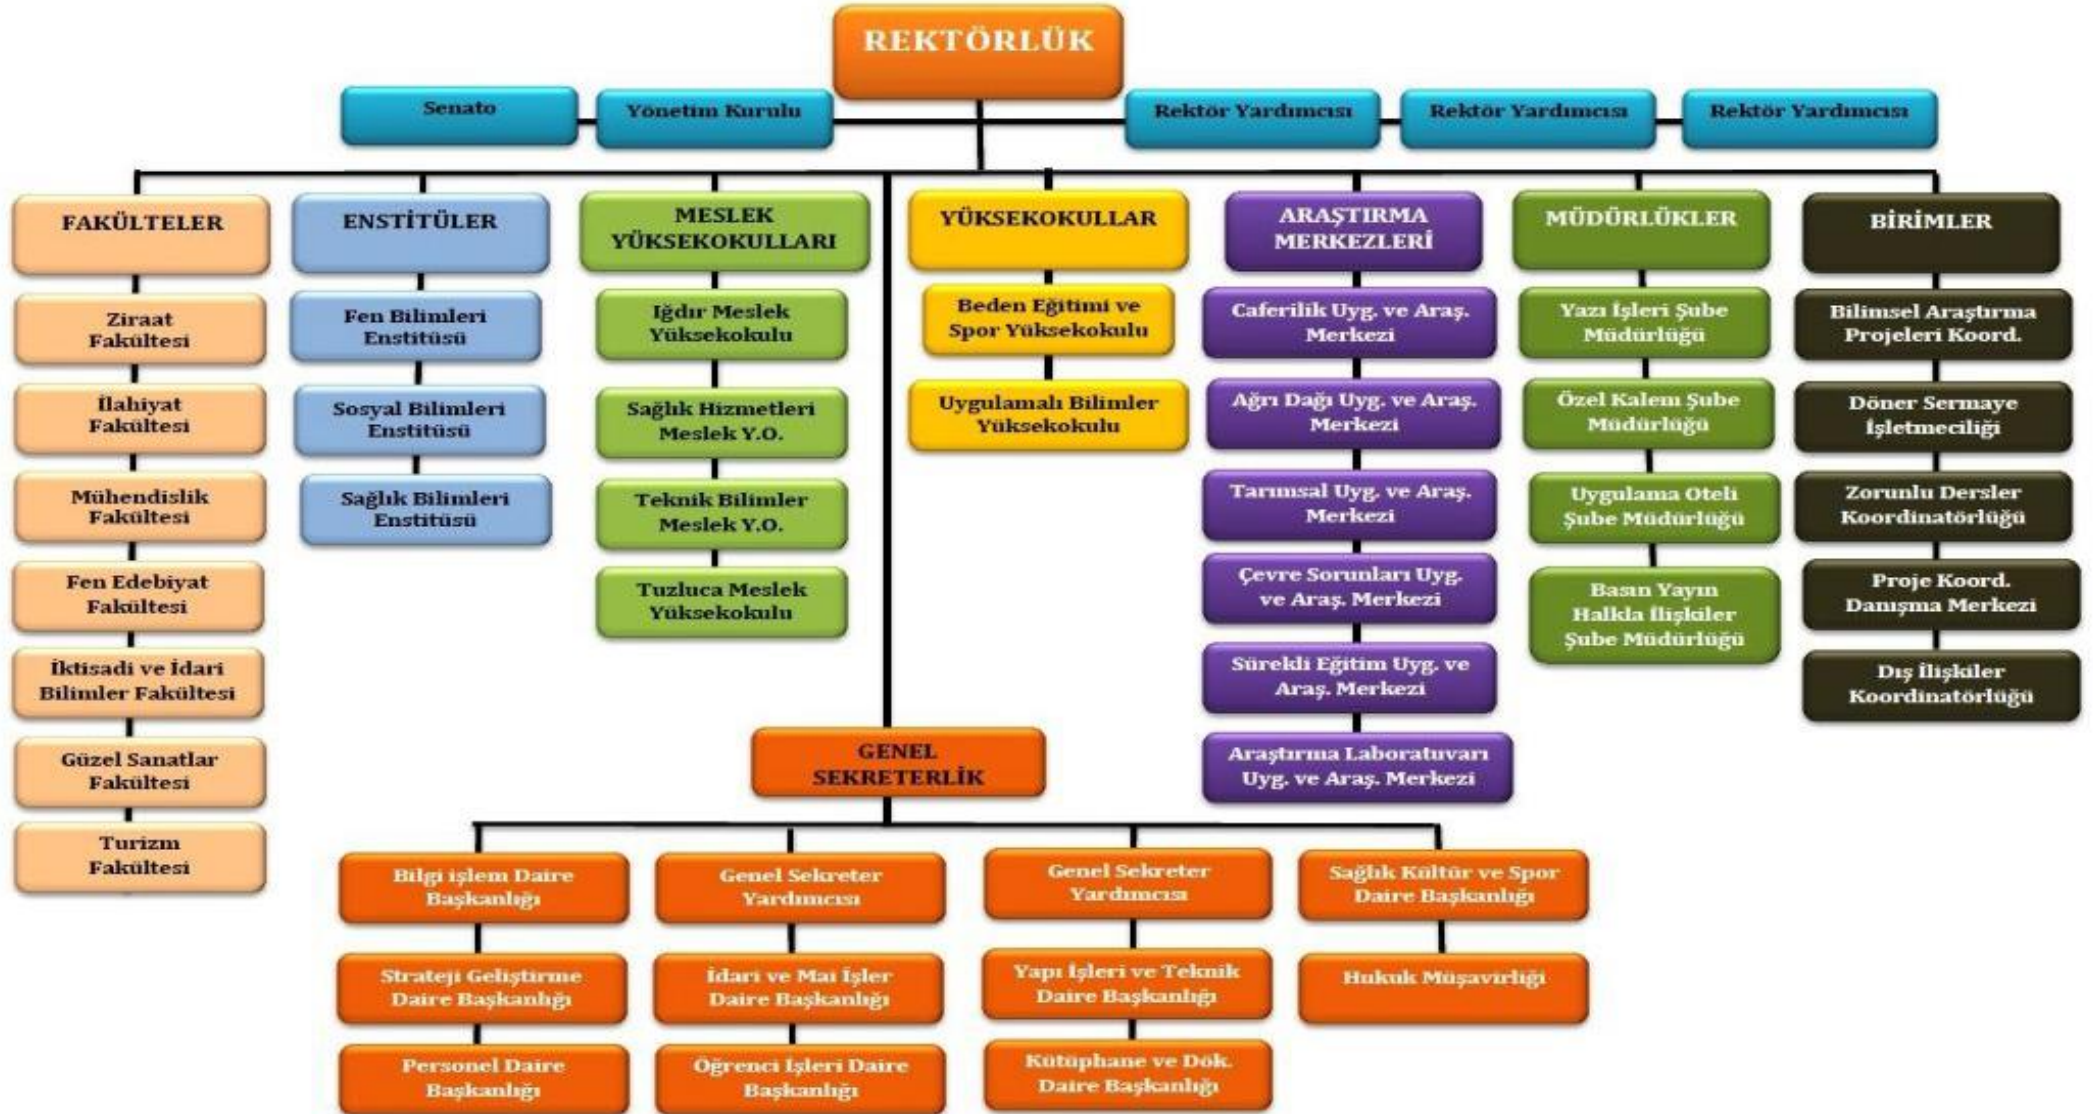 REKTÖRLÜK
Senato
Yönetim Kurulu
Rektör Yardımcısı
Rektör Yardımcısı
Rektör Yardımcısı
FAKÜLTELER
Ziraat
Fakültesi
İlahiyat
Fakültesi
Mühendislik
Fakültesi
Fen Edebiyat
Fakültesi
İktisadi ve İdari
Bilimler Fakültesi
Güzel Sanatlar
Fakültesi
Turizm
Fakültesi
ENSTİTÜLER
Fen Bilimleri
Enstitüsü
Sosyal Bilimleri
Enstitüsü
Sağlık Bilimleri
Enstitüsü
MESLEK
YÜKSEKOKULLARI
Iğdır Meslek
Yüksekokulu
Sağlık Hizmetleri
Meslek Y.O.
Teknik Bilimler
Meslek Y.O.
Tuzluca Meslek
Yüksekokulu
YÜKSEKOKULLAR
Beden Eğitimi ve
Spor Yüksekokulu
Uygulamalı Bilimler
Yüksekokulu
ARAŞTIRMA
MERKEZLERİ
Caferilik Uyg. ve Araş.
Merkezi
Ağrı Dağı Uyg. ve Araş.
Merkezi
Tarımsal Uyg. ve Araş.
Merkezi
Çevre Sorunları Uyg.
ve Araş. Merkezi
Sürekli Eğitim Uyg. ve
Araş. Merkezi
Araştırma Laboratuvarı
Uyg. ve Araş. Merkezi
MÜDÜRLÜKLER
Yazı İşleri Şube
Müdürlüğü
Özel Kalem Şube
Müdürlüğü
Uygulama Oteli
Şube Müdürlüğü
Basın Yayın
Halkla İlişkiler
Şube Müdürlüğü
BİRİMLER
Bilimsel Araştırma
Projeleri Koord.
Döner Sermaye
İşletmeciliği
Zorunlu Dersler
Koordinatörlüğü
Proje Koord.
Danışma Merkezi
Dış İlişkiler
Koordinatörlüğü
GENEL
SEKRETERLİK
Bilgi işlem Daire
Başkanlığı
Strateji Geliştirme
Daire Başkanlığı
Personel Daire
Başkanlığı
Genel Sekreter
Yardımcısı
İdari ve Mai İşler
Daire Başkanlığı
Öğrenci İşleri Daire
Başkanlığı
Genel Sekreter
Yardımcısı
Yapı İşleri ve Teknik
Daire Başkanlığı
Kütüphane ve Dök.
Daire Başkanlığı
Sağlık Kültür ve Spor
Daire Başkanlığı
Hukuk Müşavirliği